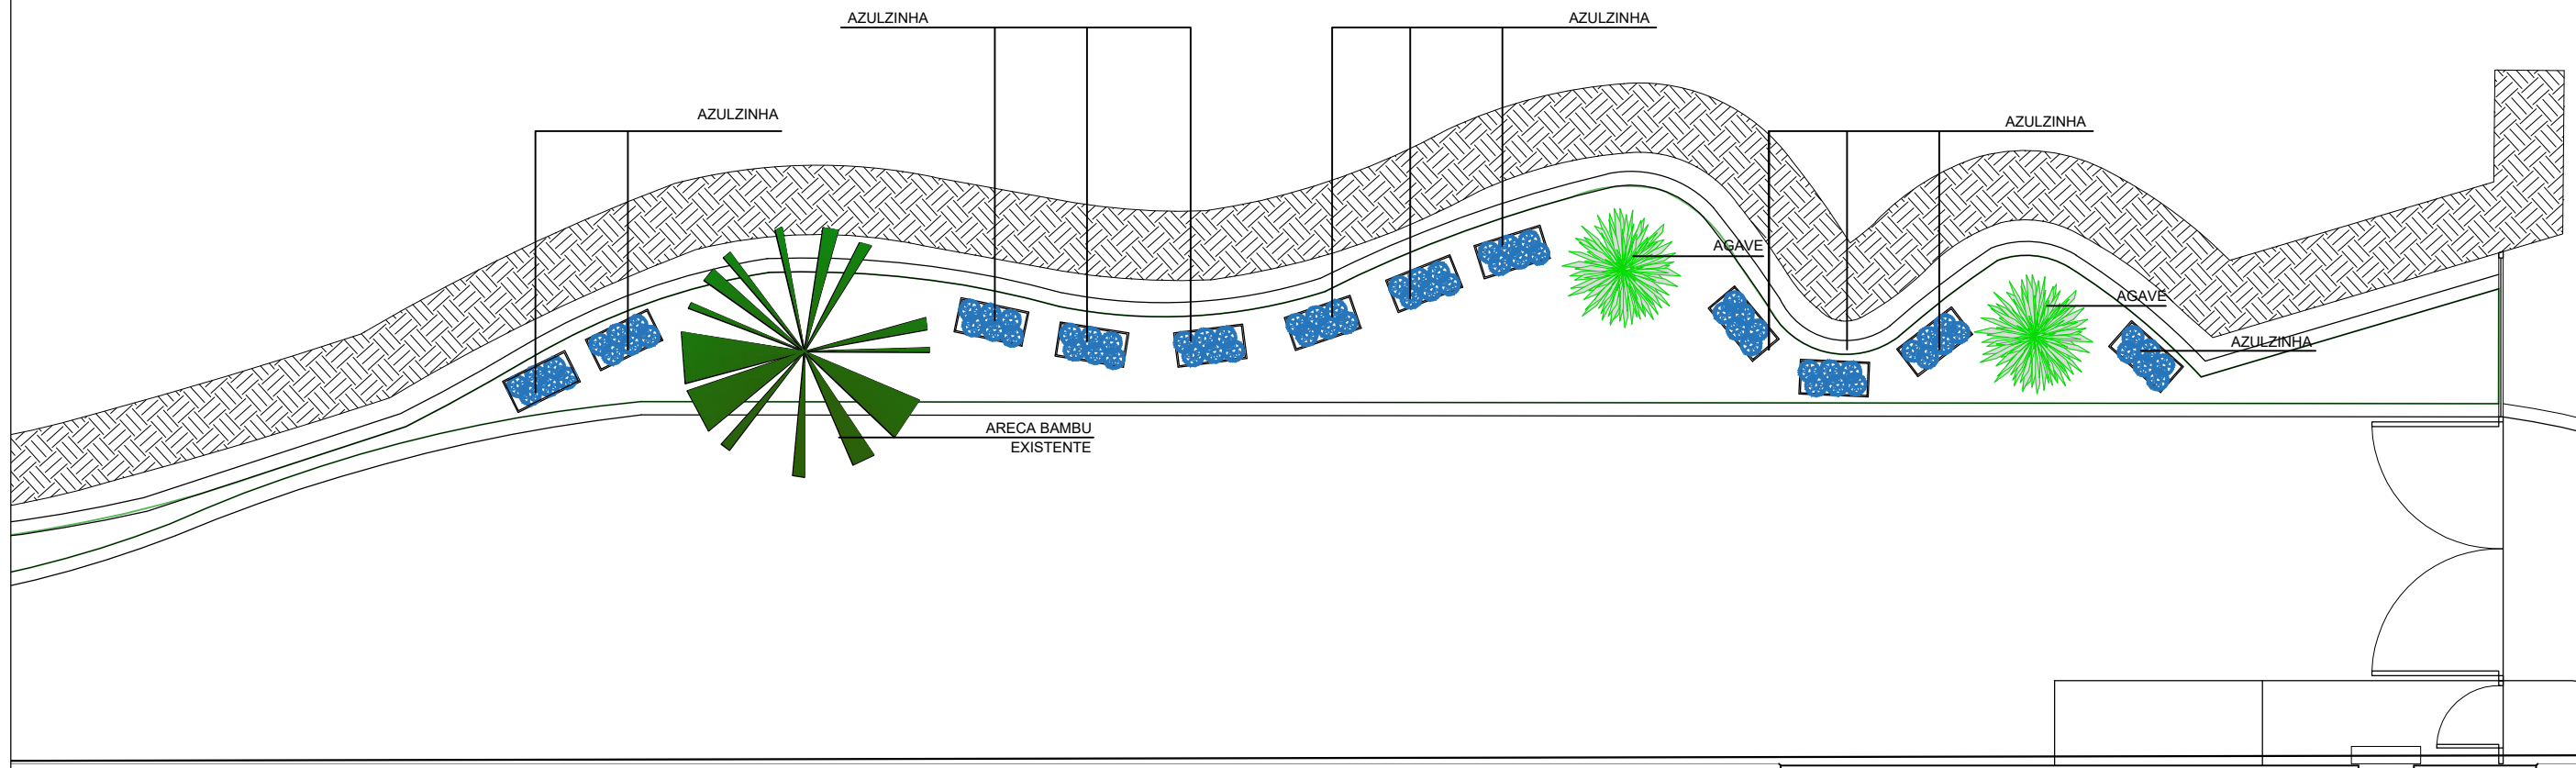 AZULZINHA
AZULZINHA
AZULZINHA
AZULZINHA
AGAVE
AGAVE
AZULZINHA
ARECA BAMBU
EXISTENTE